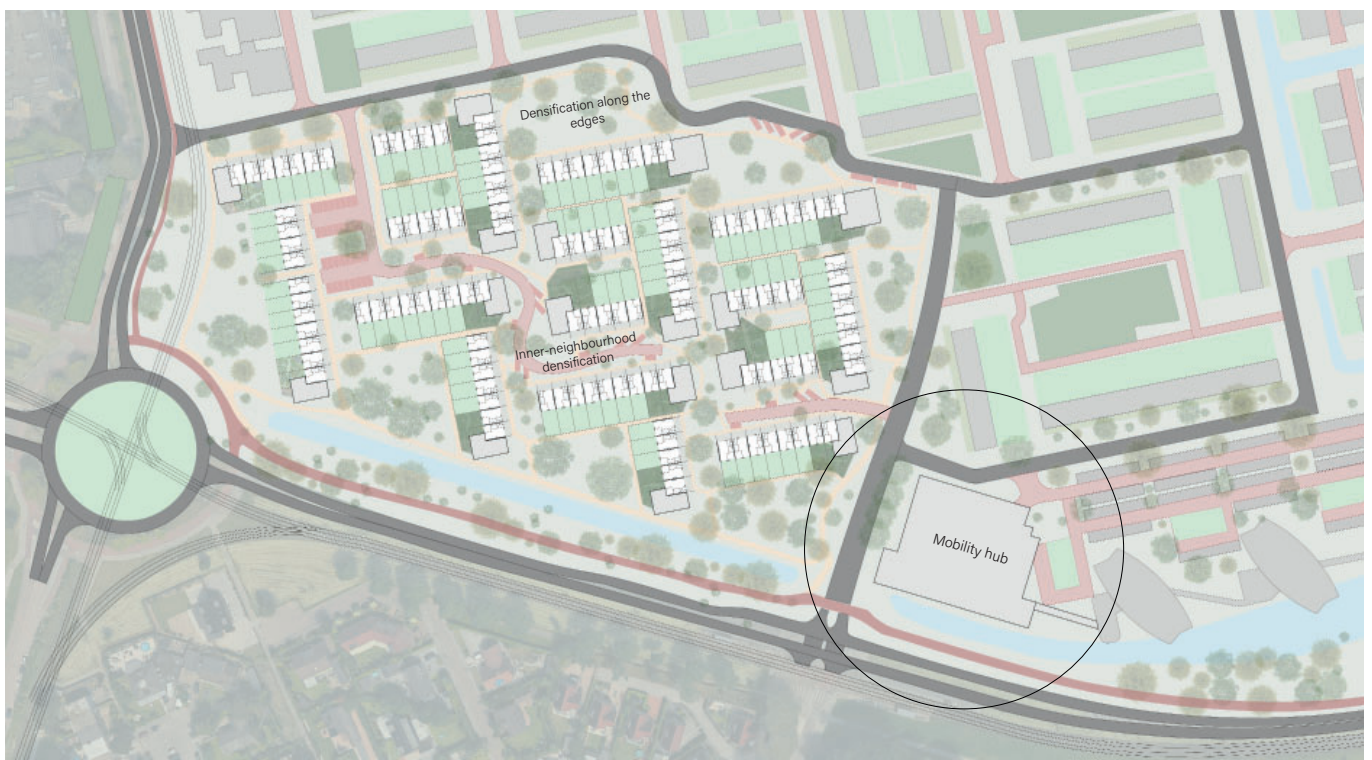 Densification along the
edges
Inner-neighbourhood
densification
Mobility hub